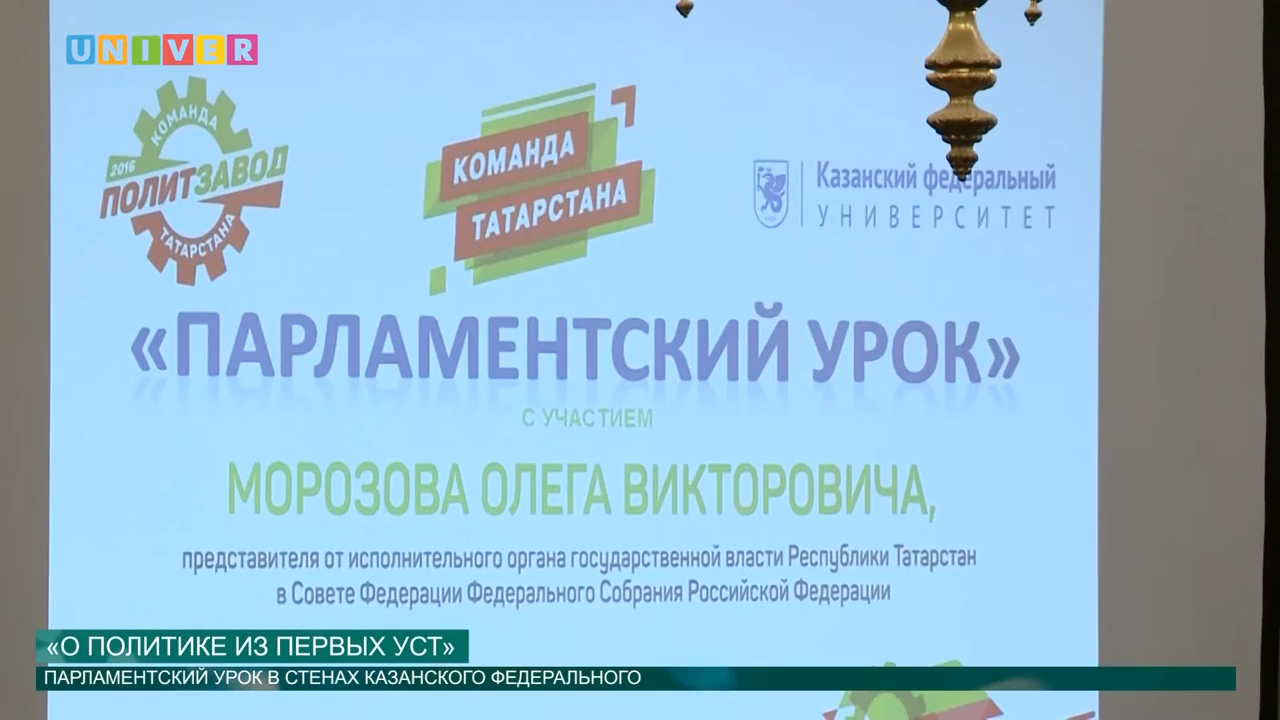 UNIVER
КОМАНДА
2016
ПОЛИТЗАВОД
ТАТАРСТАНА
КОМАНДА
ТАТАРСТАНА
Казанский федеральный
УНИВЕРСИТЕТ
«ПАРЛАМЕНТСКИЙ УРОК»
С УЧАСТИЕМ
МОРОЗОВА ОЛЕГА ВИКТОРОВИЧА,
представителя от исполнительного органа государственной власти Республики Татарстан
в Совете Федерации Федерального Собрания Российской Федерации
«О ПОЛИТИКЕ ИЗ ПЕРВЫХ УСТ»
ПАРЛАМЕНТСКИЙ УРОК В СТЕНАХ КАЗАНСКОГО ФЕДЕРАЛЬНОГО